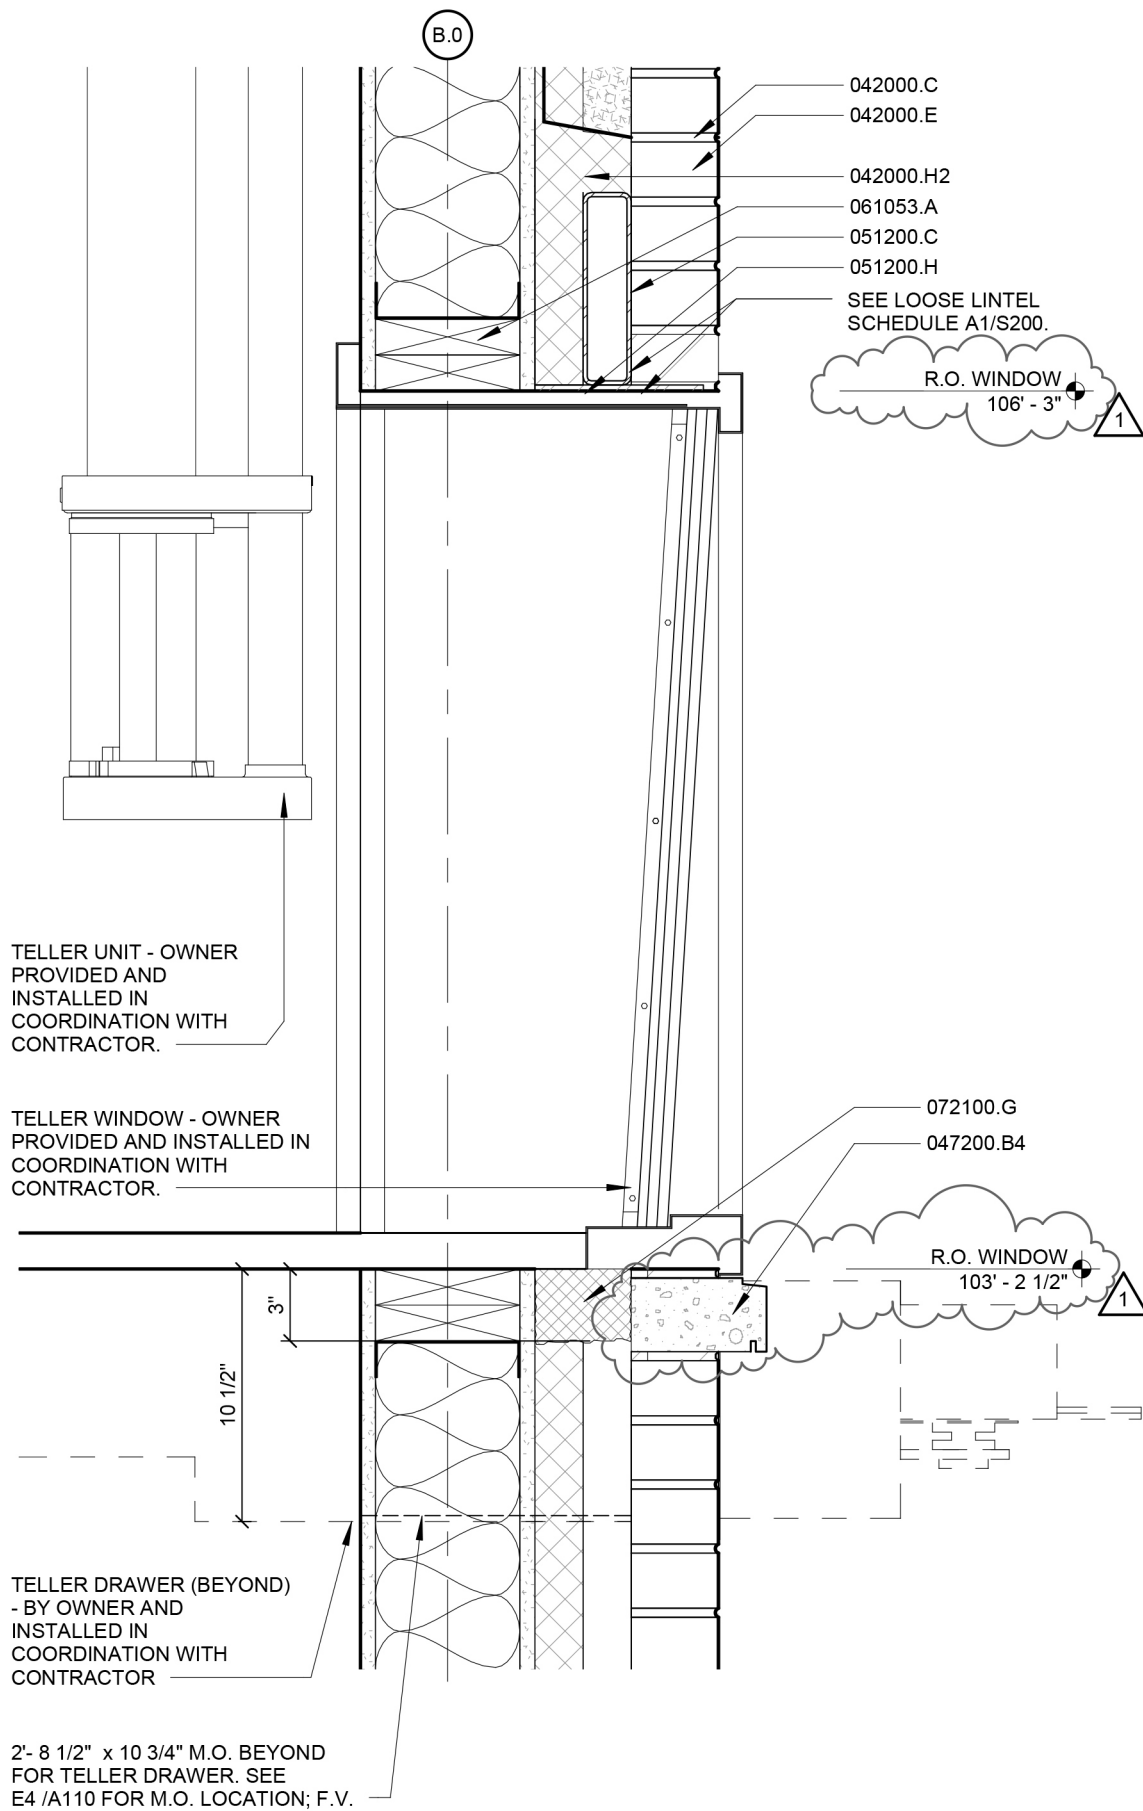 B.0
042000.C
042000.E
042000.H2
061053.A
051200.C
051200.H
SEE LOOSE LINTEL
SCHEDULE A1/S200.
R.O. WINDOW
106' - 3"
1
TELLER UNIT - OWNER
PROVIDED AND
INSTALLED IN
COORDINATION WITH
CONTRACTOR.
TELLER WINDOW - OWNER
PROVIDED AND INSTALLED IN
COORDINATION WITH
CONTRACTOR.
072100.G
047200.B4
R.O. WINDOW
103' - 2 1/2"
1
3"
10 1/2"
TELLER DRAWER (BEYOND)
- BY OWNER AND
INSTALLED IN
COORDINATION WITH
CONTRACTOR
2'- 8 1/2" x 10 3/4" M.O. BEYOND
FOR TELLER DRAWER. SEE
E4 /A110 FOR M.O. LOCATION; F.V.